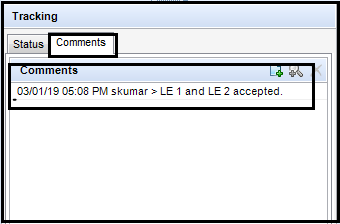 Tracking
Status Comments
Comments
03/01/19 05:08 PM skumar > LE 1 and LE 2 accepted.